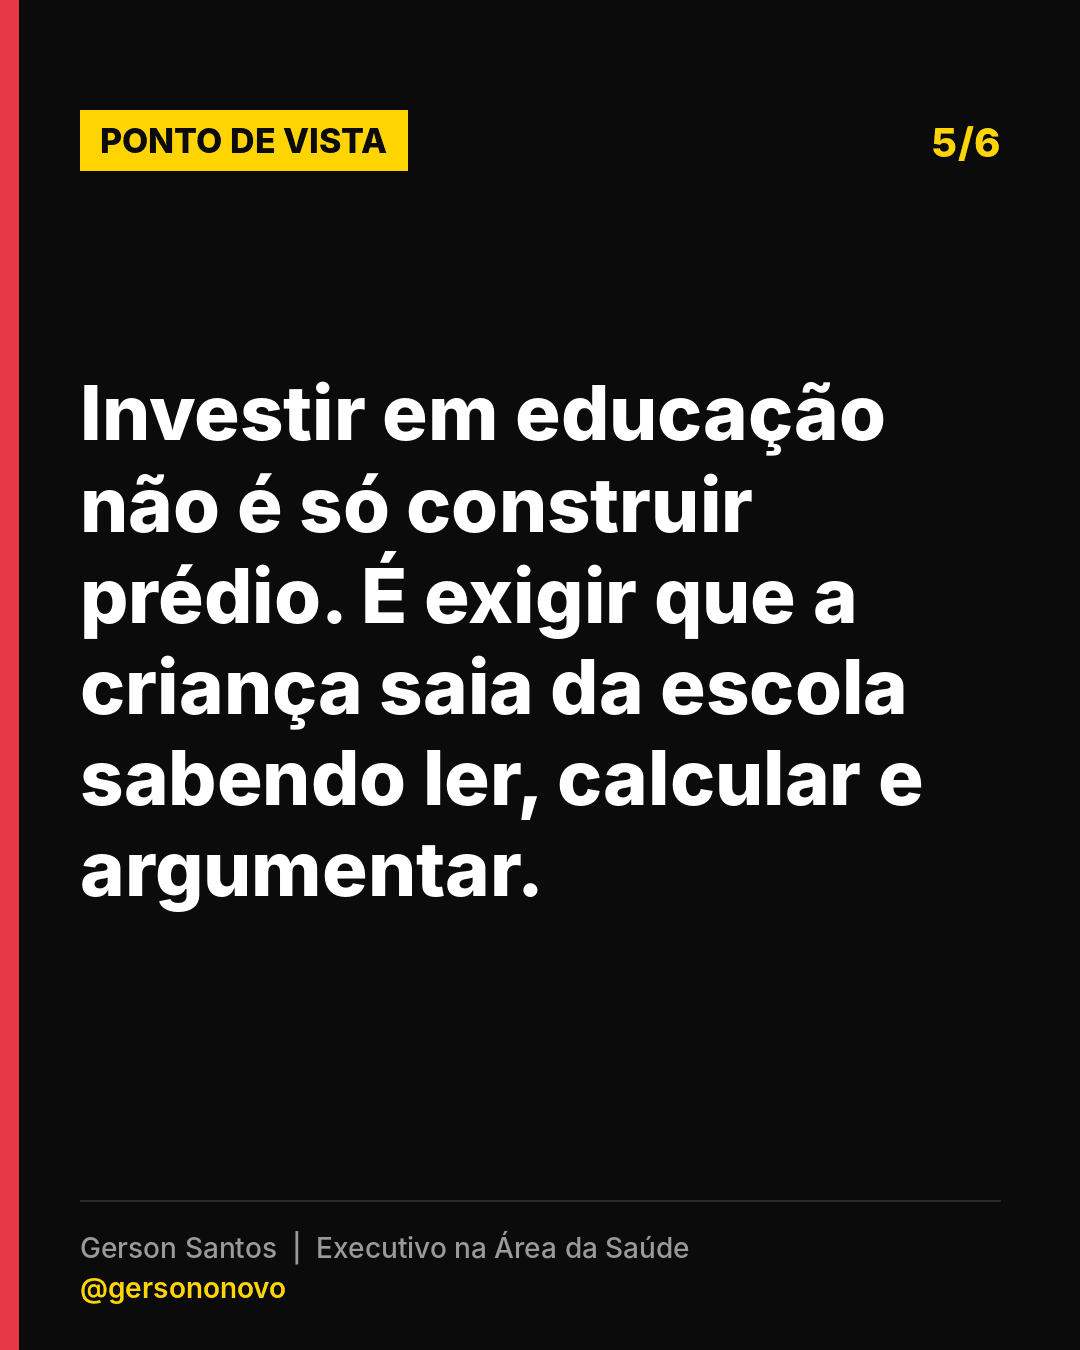 PONTO DE VISTA
5/6
Investir em educação
não é só construir
prédio. É exigir que a
criança saia da escola
sabendo ler, calcular e
argumentar.
Gerson Santos | Executivo na Área da Saúde
@gersononovo